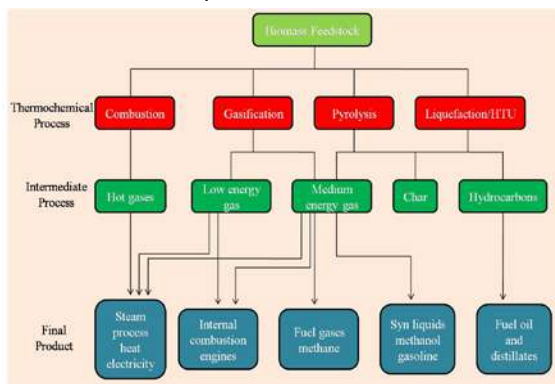 Biomass Feedstock
Thermochemical
Process
Combustion
Gasification
Pyrolysis
Liquefaction/HTU
Intermediate
Process
Hot gases
Low energy
gas
Medium
energy gas
Char
Hydrocarbons
Final
Product
Steam
process
heat
electricity
Internal
combustion
engines
Fuel gases
methane
Syn liquids
methanol
gasoline
Fuel oil
and
distillates